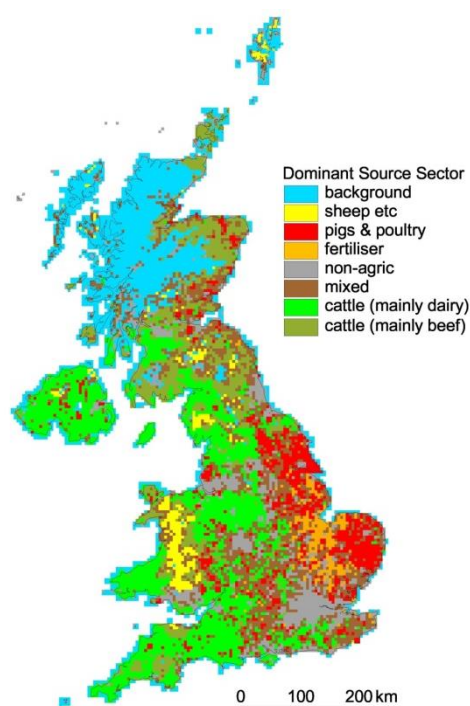 Dominant Source Sector
background
sheep etc
pigs & poultry
fertiliser
non-agric
mixed
cattle (mainly dairy)
cattle (mainly beef)
0 100 200 km